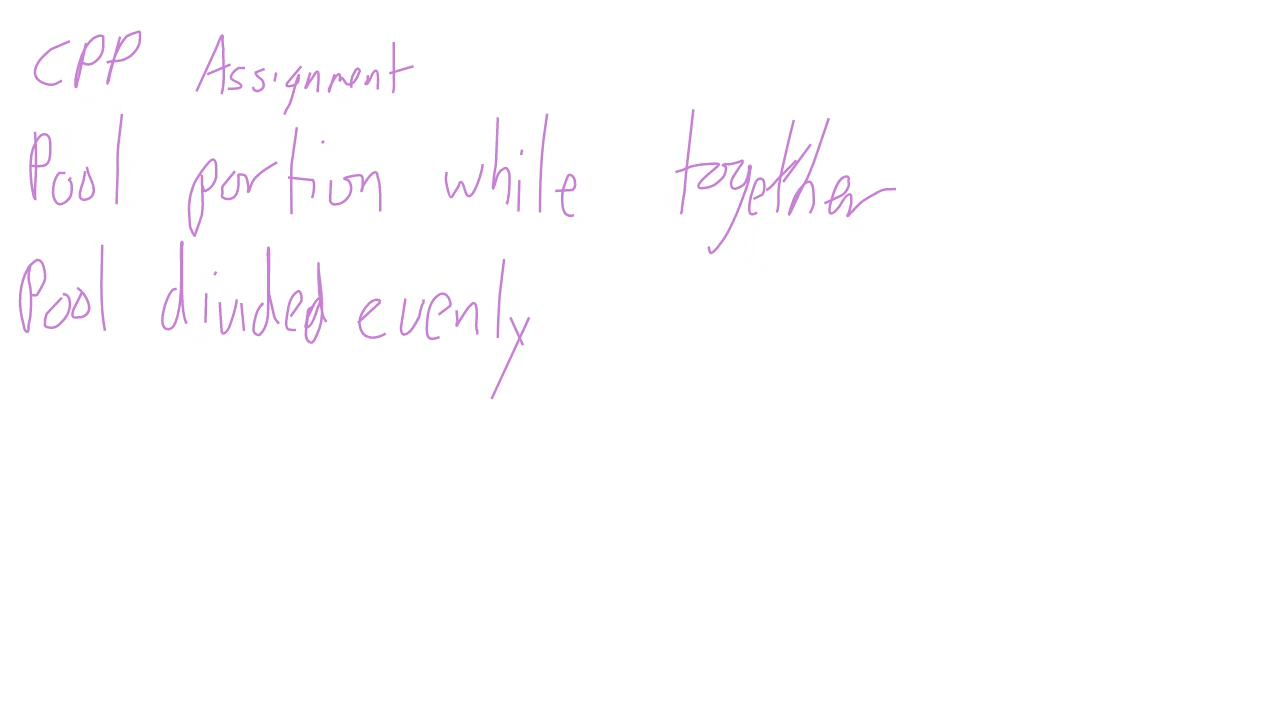 CPP Assignment
Pool portion while together
Pool divided evenly